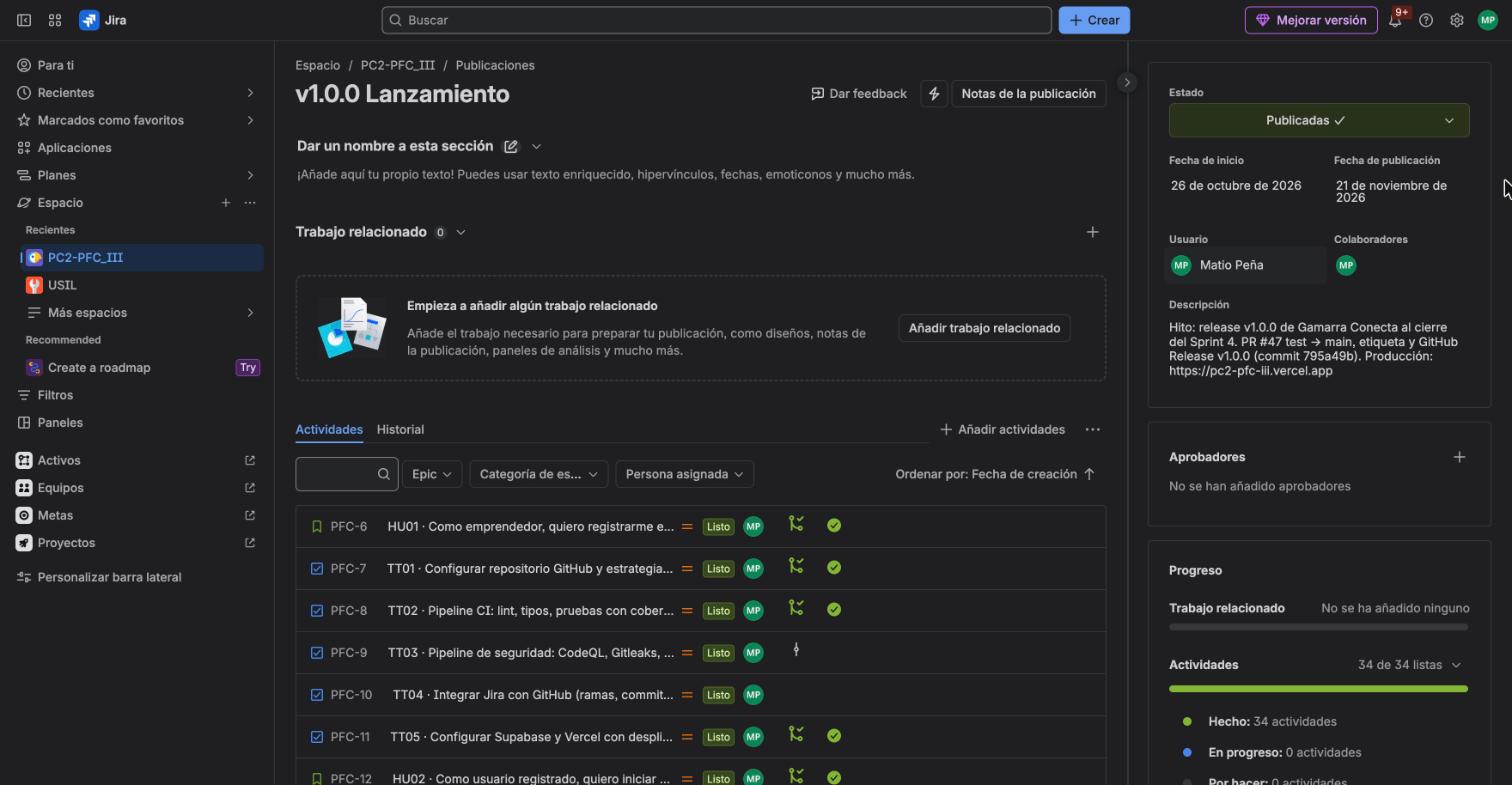 Jira
Buscar
Crear
Mejorar versión
9+
MP
Para ti
Recientes
Marcados como favoritos
Aplicaciones
Planes
Espacio
Recientes
PC2-PFC_III
USIL
Más espacios
Recommended
Create a roadmap
Try
Filtros
Paneles
Activos
Equipos
Metas
Proyectos
Personalizar barra lateral
Espacio / PC2-PFC_III / Publicaciones
v1.0.0 Lanzamiento
Dar feedback
Notas de la publicación
Dar un nombre a esta sección
¡Añade aquí tu propio texto! Puedes usar texto enriquecido, hipervínculos, fechas, emoticonos y mucho más.
Trabajo relacionado 0
Empieza a añadir algún trabajo relacionado
Añade el trabajo necesario para preparar tu publicación, como diseños, notas de
la publicación, paneles de análisis y mucho más.
Añadir trabajo relacionado
Actividades Historial
Añadir actividades
Epic
Categoría de es...
Persona asignada
Ordenar por: Fecha de creación
PFC-6 HU01 · Como emprendedor, quiero registrarme e... Listo MP
PFC-7 TT01 · Configurar repositorio GitHub y estrategia... Listo MP
PFC-8 TT02 · Pipeline CI: lint, tipos, pruebas con cober... Listo MP
PFC-9 TT03 · Pipeline de seguridad: CodeQL, Gitleaks, ... Listo MP
PFC-10 TT04 · Integrar Jira con GitHub (ramas, commit... Listo MP
PFC-11 TT05 · Configurar Supabase y Vercel con despli... Listo MP
PFC-12 HU02 · Como usuario registrado, quiero iniciar ... Listo MP
Estado
Publicadas
Fecha de inicio
26 de octubre de 2026
Fecha de publicación
21 de noviembre de
2026
Usuario
MP Matio Peña
Colaboradores
MP
Descripción
Hito: release v1.0.0 de Gamarra Conecta al cierre
del Sprint 4. PR #47 test → main, etiqueta y GitHub
Release v1.0.0 (commit 795a49b). Producción:
https://pc2-pfc-iii.vercel.app
Aprobadores
No se han añadido aprobadores
Progreso
Trabajo relacionado No se ha añadido ninguno
Actividades 34 de 34 listas
Hecho: 34 actividades
En progreso: 0 actividades
Por hacer: 0 actividades